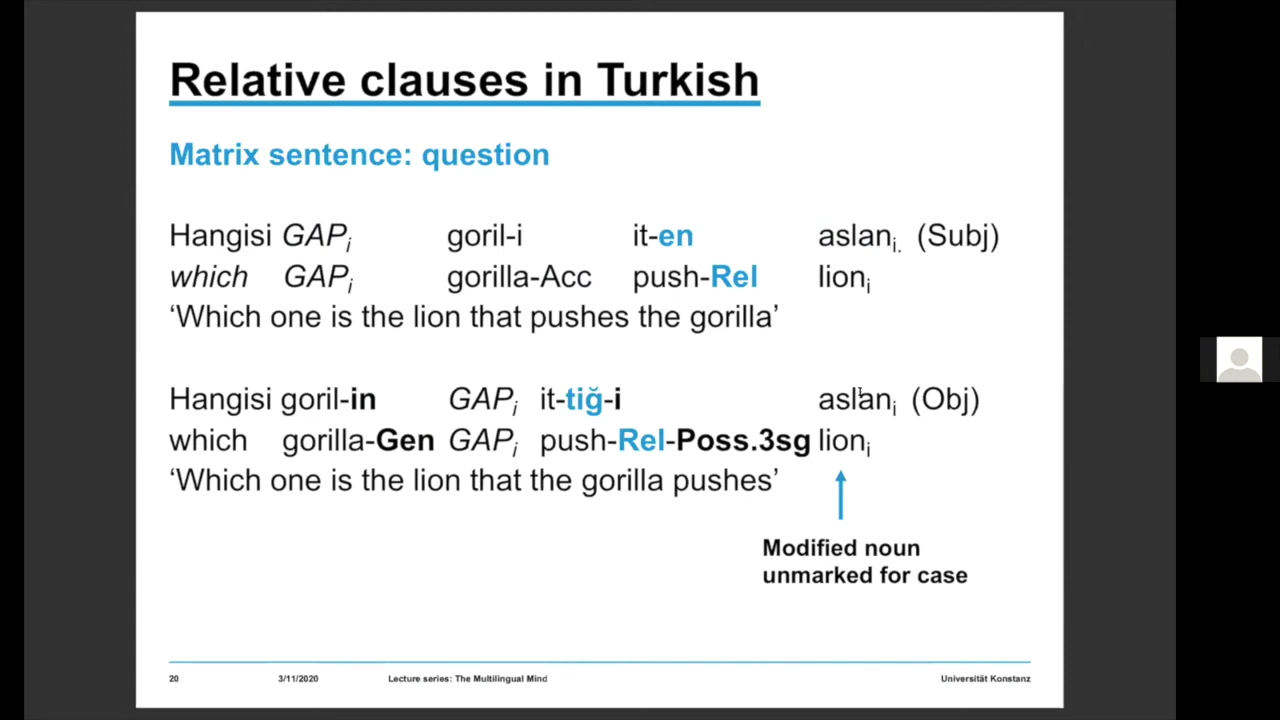 Relative clauses in Turkish
Matrix sentence: question
Hangisi GAPi goril-i it-en aslani. (Subj)
which GAPi gorilla-Acc push-Rel lioni
‘Which one is the lion that pushes the gorilla’
Hangisi goril-in GAPi it-tiğ-i aslani (Obj)
which gorilla-Gen GAPi push-Rel-Poss.3sg lioni
‘Which one is the lion that the gorilla pushes’
Modified noun
unmarked for case
20 3/11/2020 Lecture series: The Multilingual Mind Universität Konstanz